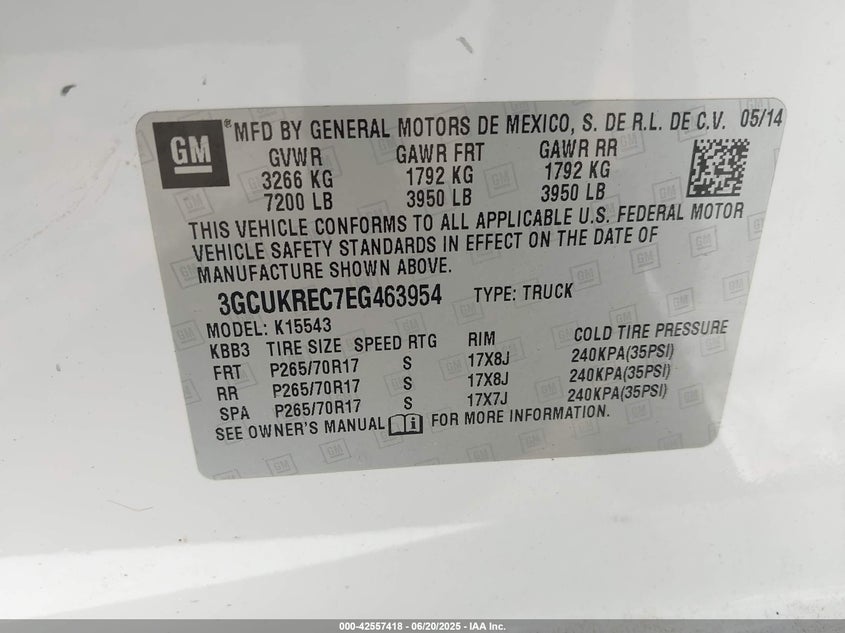 GM ® MFD BY GENERAL MOTORS DE MEXICO, S. DE R.L. DE C.V. 05/14
GVWR GAWR FRT GAWR RR
3266 KG 1792 KG 1792 KG
7200 LB 3950 LB 3950 LB
THIS VEHICLE CONFORMS TO ALL APPLICABLE U.S. FEDERAL MOTOR
VEHICLE SAFETY STANDARDS IN EFFECT ON THE DATE OF
MANUFACTURE SHOWN ABOVE.
3GCUKREC7EG463954 TYPE: TRUCK
MODEL: K15543
KBB3 TIRE SIZE SPEED RTG RIM COLD TIRE PRESSURE
FRT P265/70R17 S 17X8J 240KPA(35PSI)
RR P265/70R17 S 17X8J 240KPA(35PSI)
SPA P265/70R17 S 17X7J 240KPA(35PSI)
SEE OWNER'S MANUAL FOR MORE INFORMATION.
000-42557418 - 06/20/2025 - IAA Inc.